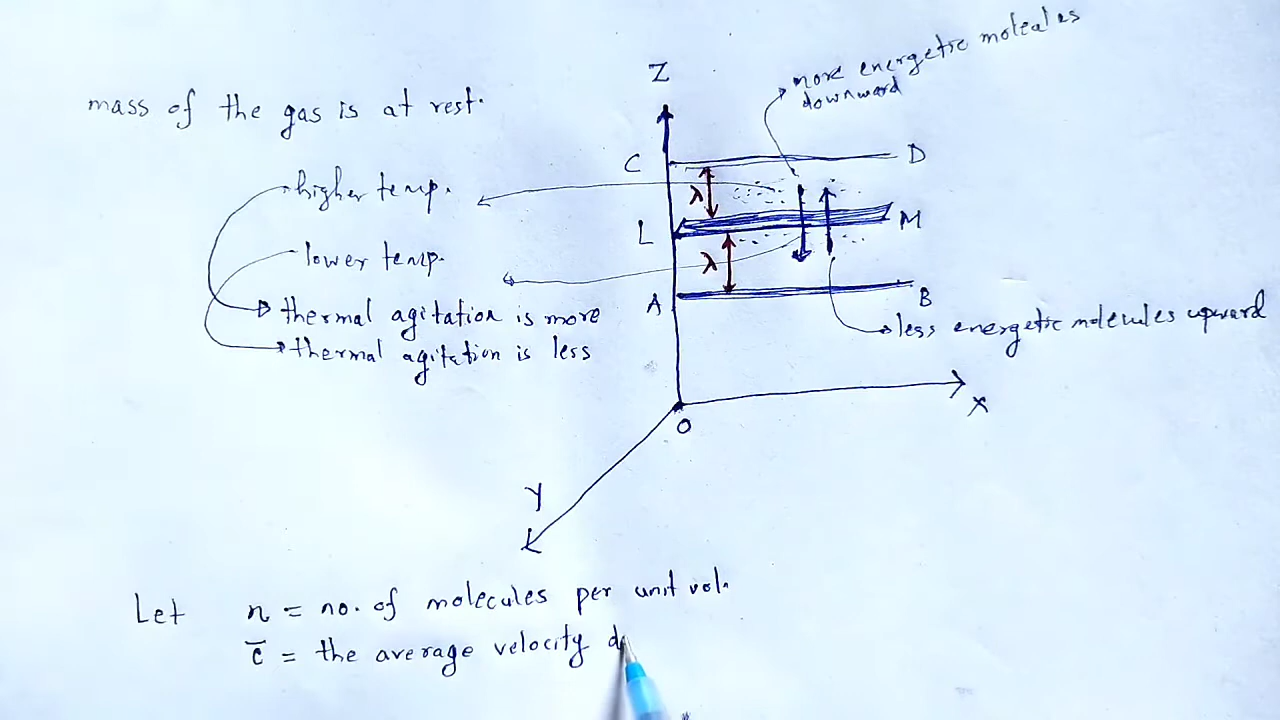 more energetic molecules
downward
Z
mass of the gas is at rest.
C
D
λ
higher temp.
L
M
lower temp.
λ
A
B
thermal agitation is more
less energetic molecules upward
thermal agitation is less
X
O
Y
Let n = no. of molecules per unit vol.
c̄ = the average velocity d